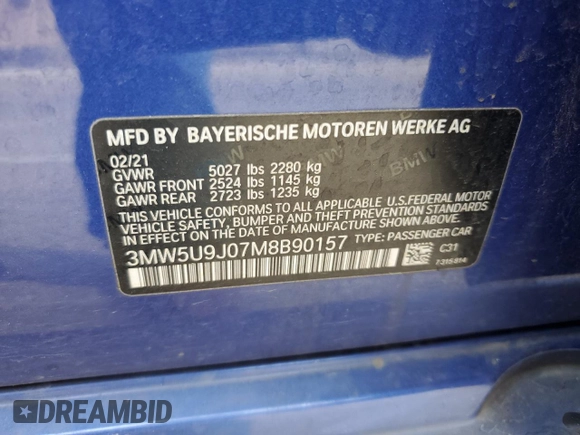 MFD BY BAYERISCHE MOTOREN WERKE AG
02/21
GVWR 5027 lbs 2280 kg
GAWR FRONT 2524 lbs 1145 kg
GAWR REAR 2723 lbs 1235 kg
THIS VEHICLE CONFORMS TO ALL APPLICABLE U.S.FEDERAL MOTOR
VEHICLE SAFETY, BUMPER, AND THEFT PREVENTION STANDARDS
IN EFFECT ON THE DATE OF MANUFACTURE SHOWN ABOVE.
3MW5U9J07M8B90157 TYPE: PASSENGER CAR
C31
7315814
DREAMBID